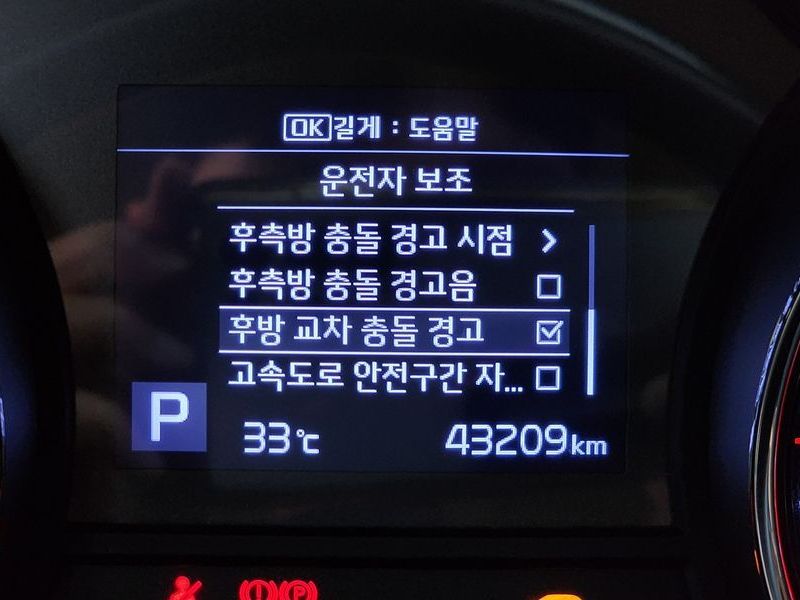 OK길게 : 도움말
운전자 보조
후측방 충돌 경고 시점 >
후측방 충돌 경고음
후방 교차 충돌 경고
고속도로 안전구간 자...
P
33℃ 43209km
(!) (P)